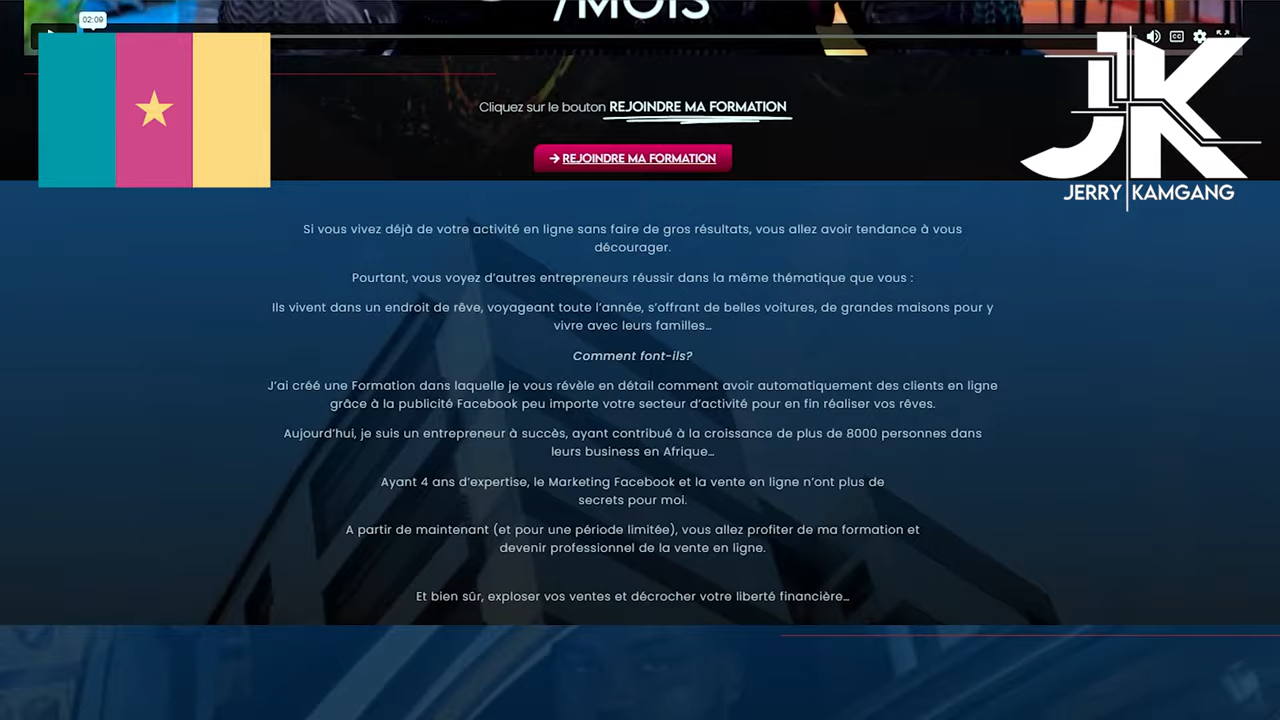 /MOIS
02:09
CC
JK
JERRY KAMGANG
Cliquez sur le bouton REJOINDRE MA FORMATION
→ REJOINDRE MA FORMATION
Si vous vivez déjà de votre activité en ligne sans faire de gros résultats, vous allez avoir tendance à vous
décourager.
Pourtant, vous voyez d’autres entrepreneurs réussir dans la même thématique que vous :
Ils vivent dans un endroit de rêve, voyageant toute l’année, s’offrant de belles voitures, de grandes maisons pour y
vivre avec leurs familles…
Comment font-ils?
J’ai créé une Formation dans laquelle je vous révèle en détail comment avoir automatiquement des clients en ligne
grâce à la publicité Facebook peu importe votre secteur d’activité pour en fin réaliser vos rêves.
Aujourd’hui, je suis un entrepreneur à succès, ayant contribué à la croissance de plus de 8000 personnes dans
leurs business en Afrique…
Ayant 4 ans d’expertise, le Marketing Facebook et la vente en ligne n’ont plus de
secrets pour moi.
A partir de maintenant (et pour une période limitée), vous allez profiter de ma formation et
devenir professionnel de la vente en ligne.
Et bien sûr, exploser vos ventes et décrocher votre liberté financière…